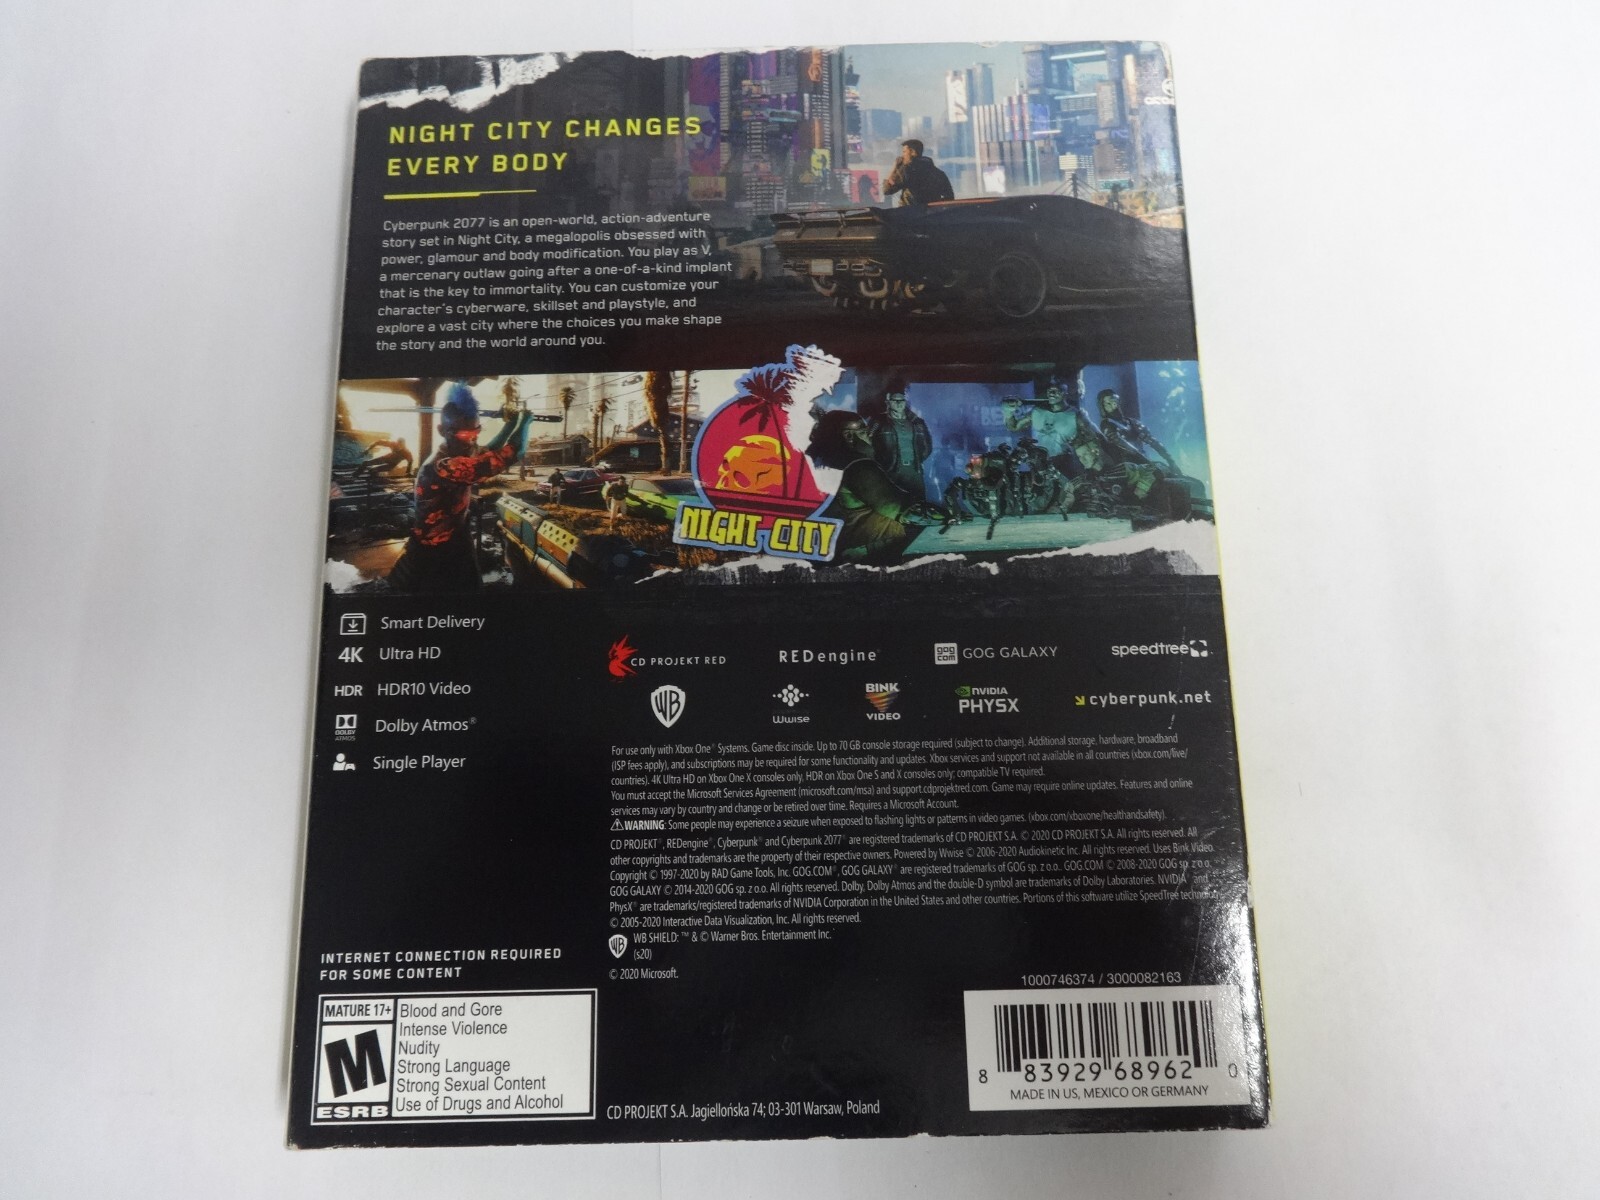 NIGHT CITY CHANGES
EVERY BODY
Cyberpunk 2077 is an open-world, action-adventure
story set in Night City, a megalopolis obsessed with
power, glamour and body modification. You play as V,
a mercenary outlaw going after a one-of-a-kind implant
that is the key to immortality. You can customize your
character's cyberware, skillset and playstyle, and
explore a vast city where the choices you make shape
the story and the world around you.
NIGHT CITY
Smart Delivery
4K Ultra HD
HDR HDR10 Video
DOLBY ATMOS Dolby Atmos®
Single Player
CD PROJEKT RED
REDengine
gog com GOG GALAXY
speedtree
WB
Wwise
BINK VIDEO
NVIDIA PHYSX
cyberpunk.net
For use only with Xbox One® Systems. Game disc inside. Up to 70 GB console storage required (subject to change). Additional storage, hardware, broadband
(ISP fees apply), and subscriptions may be required for some functionality and updates. Xbox services and support not available in all countries (xbox.com/live/
countries). 4K Ultra HD on Xbox One X consoles only, HDR on Xbox One S and X consoles only; compatible TV required.
You must accept the Microsoft Services Agreement (microsoft.com/msa) and support.cdprojektred.com. Game may require online updates. Features and online
services may vary by country and change or be retired over time. Requires a Microsoft Account.
WARNING: Some people may experience a seizure when exposed to flashing lights or patterns in video games. (xbox.com/xboxone/healthandsafety).
CD PROJEKT®, REDengine®, Cyberpunk® and Cyberpunk 2077® are registered trademarks of CD PROJEKT S.A. © 2020 CD PROJEKT S.A. All rights reserved. All
other copyrights and trademarks are the property of their respective owners. Powered by Wwise © 2006-2020 Audiokinetic Inc. All rights reserved. Uses Bink Video.
Copyright © 1997-2020 by RAD Game Tools, Inc. GOG.COM®, GOG GALAXY® are registered trademarks of GOG sp. z o.o. GOG.COM © 2008-2020 GOG sp. z o.o.
GOG GALAXY © 2014-2020 GOG sp. z o.o. All rights reserved. Dolby, Dolby Atmos and the double-D symbol are trademarks of Dolby Laboratories. NVIDIA® and
PhysX® are trademarks/registered trademarks of NVIDIA Corporation in the United States and other countries. Portions of this software utilize SpeedTree
© 2005-2020 Interactive Data Visualization, Inc. All rights reserved.
WB SHIELD: ™ & © Warner Bros. Entertainment Inc.
(s20)
© 2020 Microsoft.
INTERNET CONNECTION REQUIRED
FOR SOME CONTENT
MATURE 17+
M
ESRB
Blood and Gore
Intense Violence
Nudity
Strong Language
Strong Sexual Content
Use of Drugs and Alcohol
CD PROJEKT S.A. Jagiellońska 74; 03-301 Warsaw, Poland
1000746374 / 3000082163
8 83929 68962 0
MADE IN US, MEXICO OR GERMANY